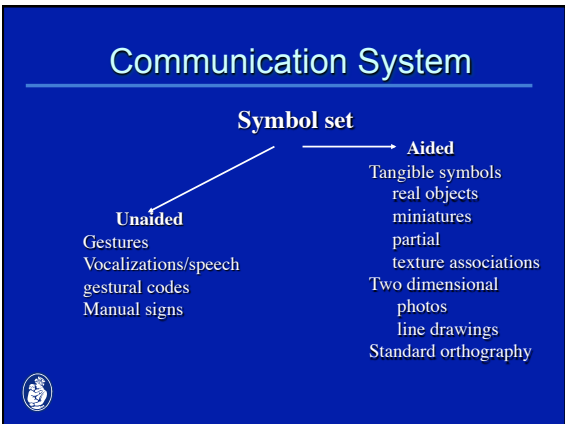 Communication System
Symbol set
Unaided
Gestures
Vocalizations/speech
gestural codes
Manual signs
Aided
Tangible symbols
real objects
miniatures
partial
texture associations
Two dimensional
photos
line drawings
Standard orthography